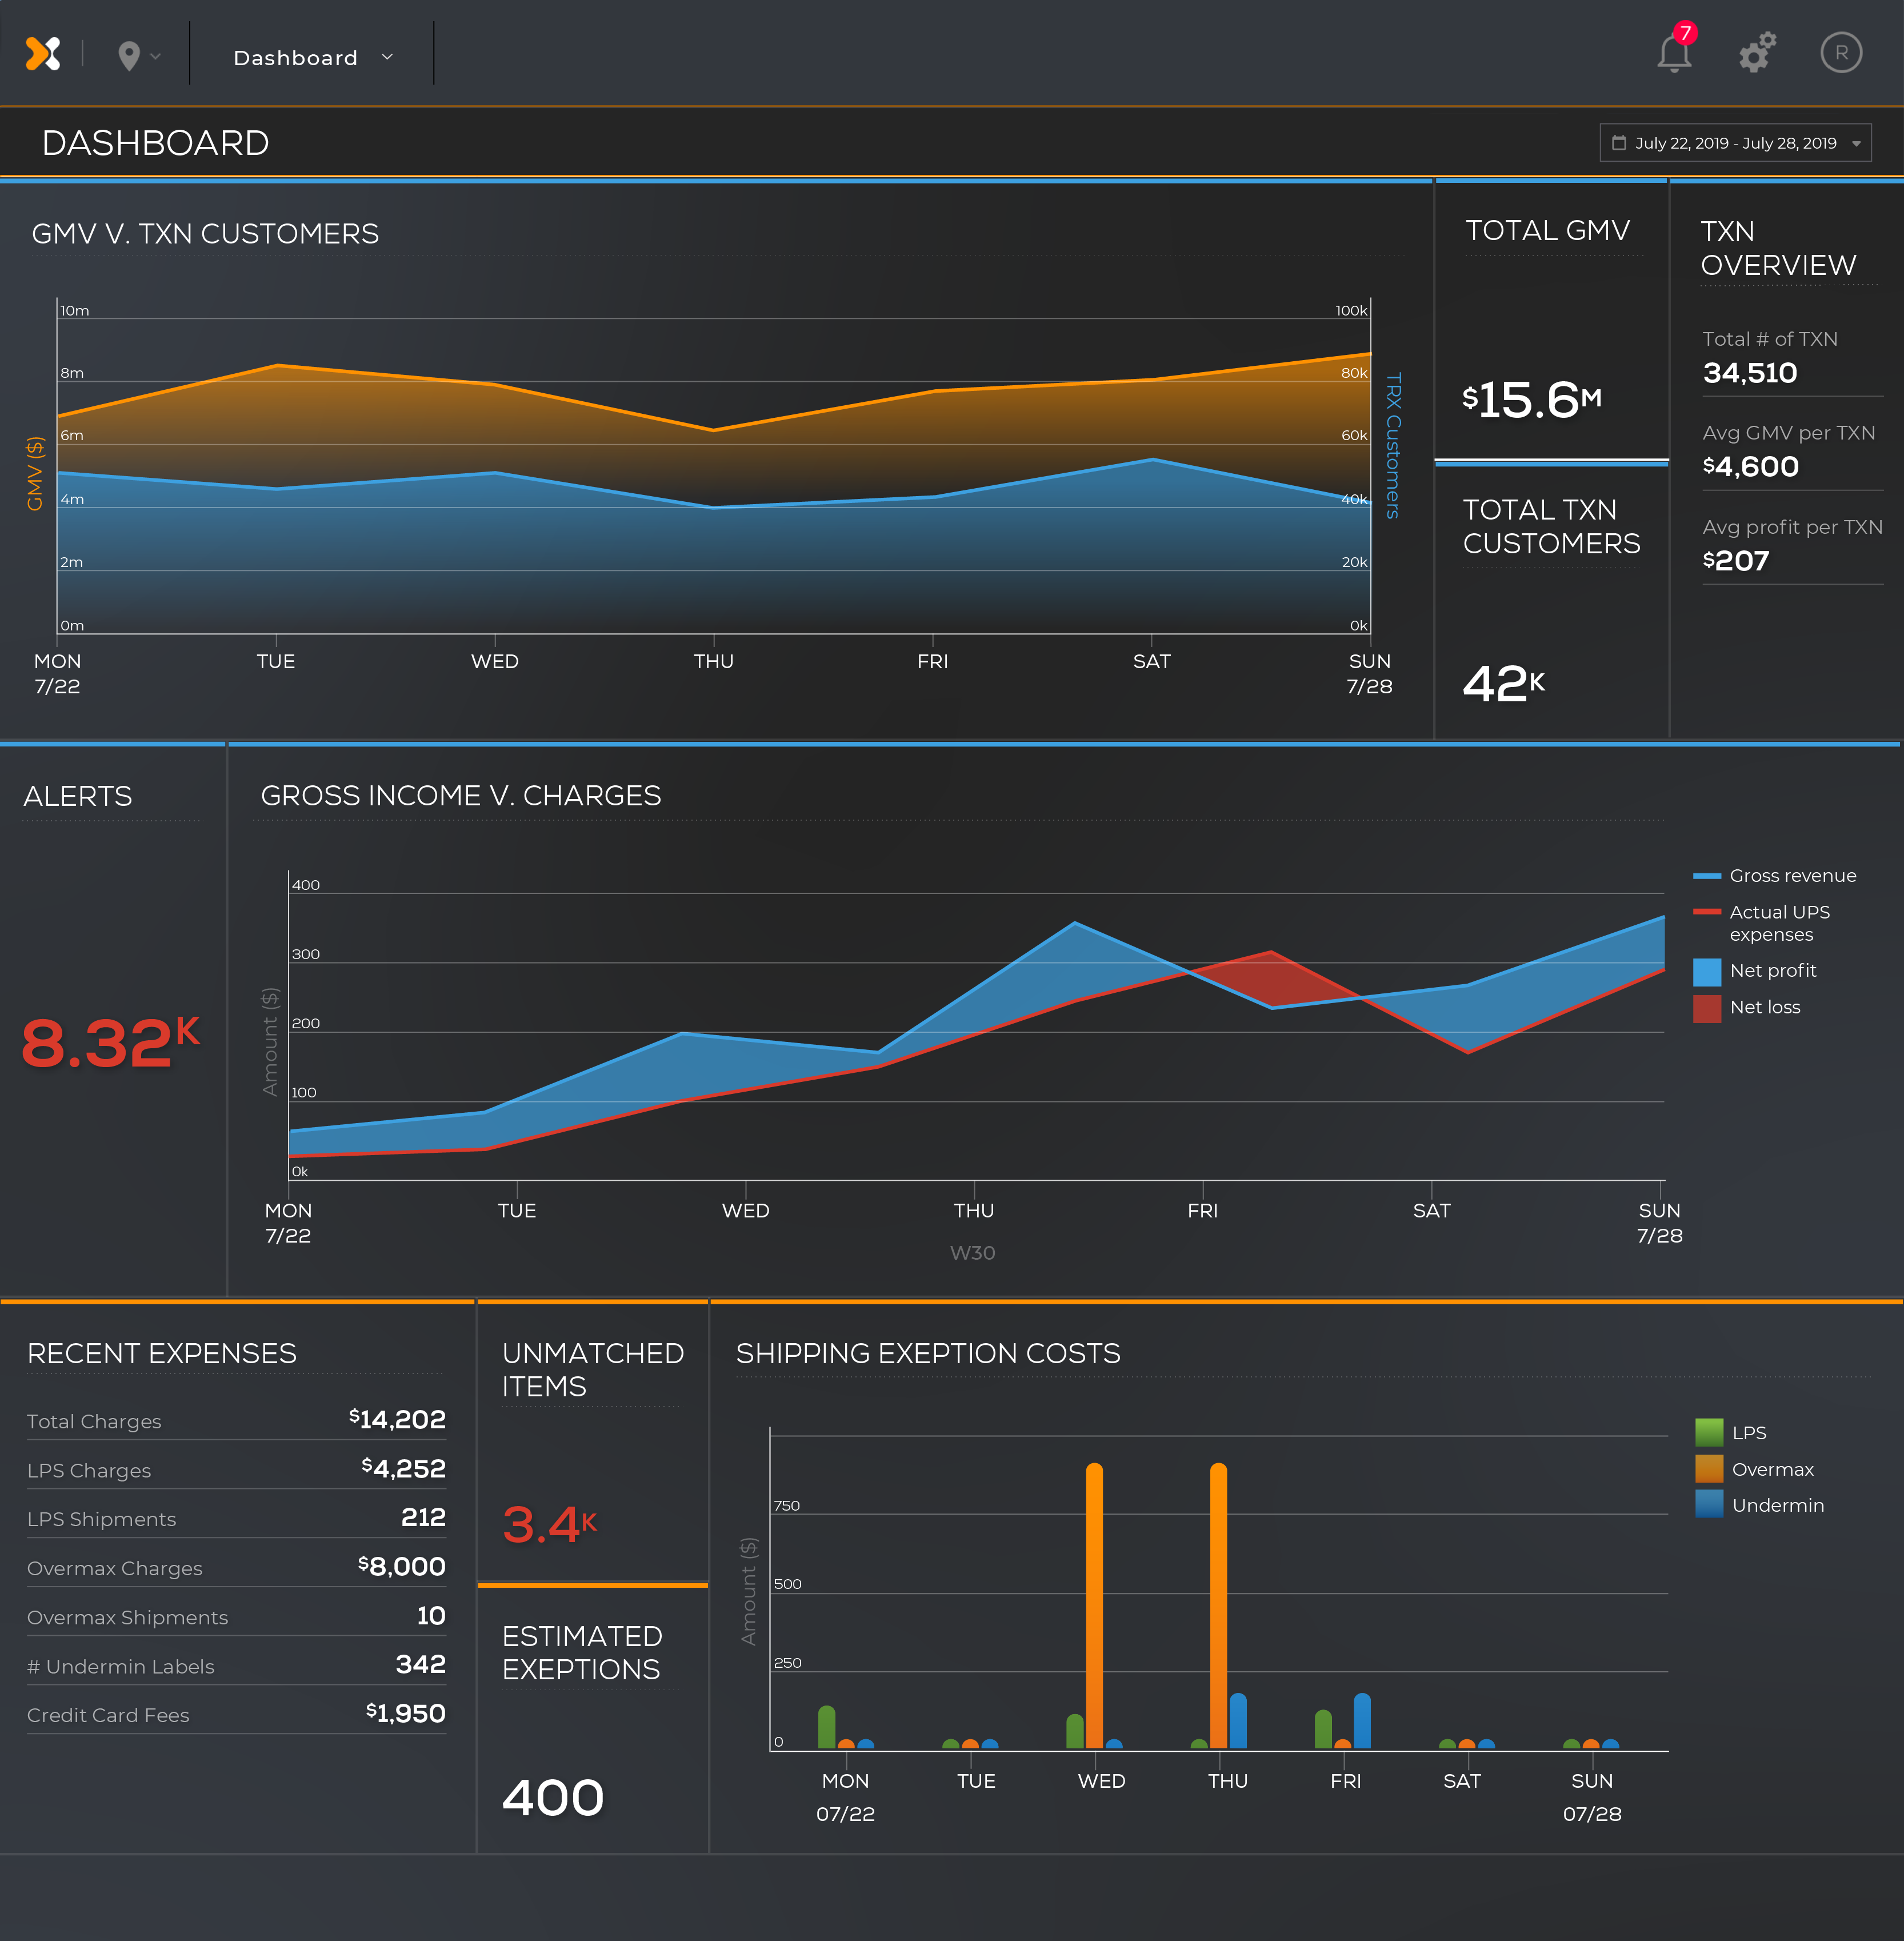 Dashboard
7
R
DASHBOARD
July 22, 2019 - July 28, 2019
GMV V. TXN CUSTOMERS
10m
8m
6m
4m
2m
0m
100k
80k
60k
40k
20k
0k
GMV ($)
TRX Customers
MON
7/22
TUE
WED
THU
FRI
SAT
SUN
7/28
TOTAL GMV
$15.6M
TOTAL TXN
CUSTOMERS
42K
TXN
OVERVIEW
Total # of TXN
34,510
Avg GMV per TXN
$4,600
Avg profit per TXN
$207
ALERTS
8.32K
GROSS INCOME V. CHARGES
400
300
200
100
0k
Amount ($)
MON
7/22
TUE
WED
THU
FRI
SAT
SUN
7/28
W30
Gross revenue
Actual UPS
expenses
Net profit
Net loss
RECENT EXPENSES
Total Charges $14,202
LPS Charges $4,252
LPS Shipments 212
Overmax Charges $8,000
Overmax Shipments 10
# Undermin Labels 342
Credit Card Fees $1,950
UNMATCHED
ITEMS
3.4K
ESTIMATED
EXEPTIONS
400
SHIPPING EXEPTION COSTS
750
500
250
0
Amount ($)
MON
07/22
TUE
WED
THU
FRI
SAT
SUN
07/28
LPS
Overmax
Undermin